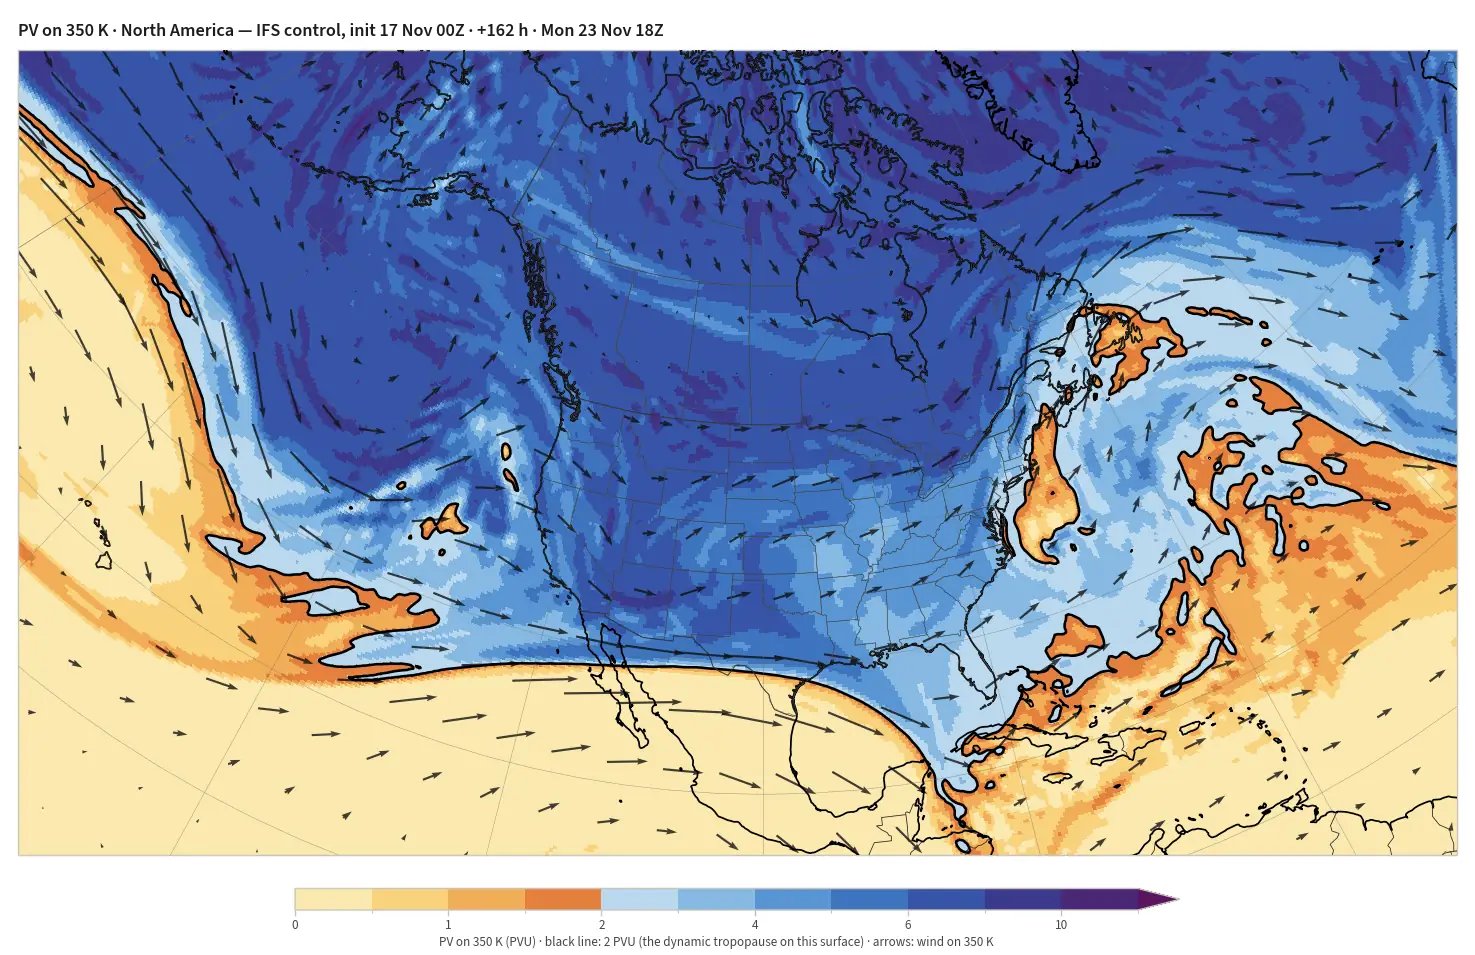 PV on 350 K · North America — IFS control, init 17 Nov 00Z · +162 h · Mon 23 Nov 18Z
0 1 2 4 6 10
PV on 350 K (PVU) · black line: 2 PVU (the dynamic tropopause on this surface) · arrows: wind on 350 K